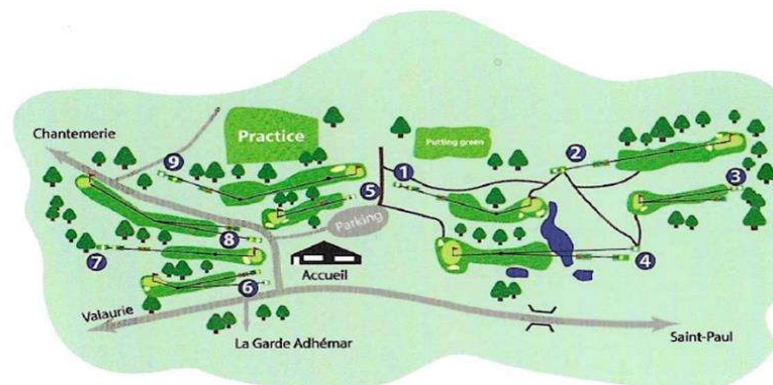 Chantemerie
Practice
Putting green
9
1
2
3
5
Parking
8
7
Accueil
4
6
Valaurie
La Garde Adhémar
Saint-Paul